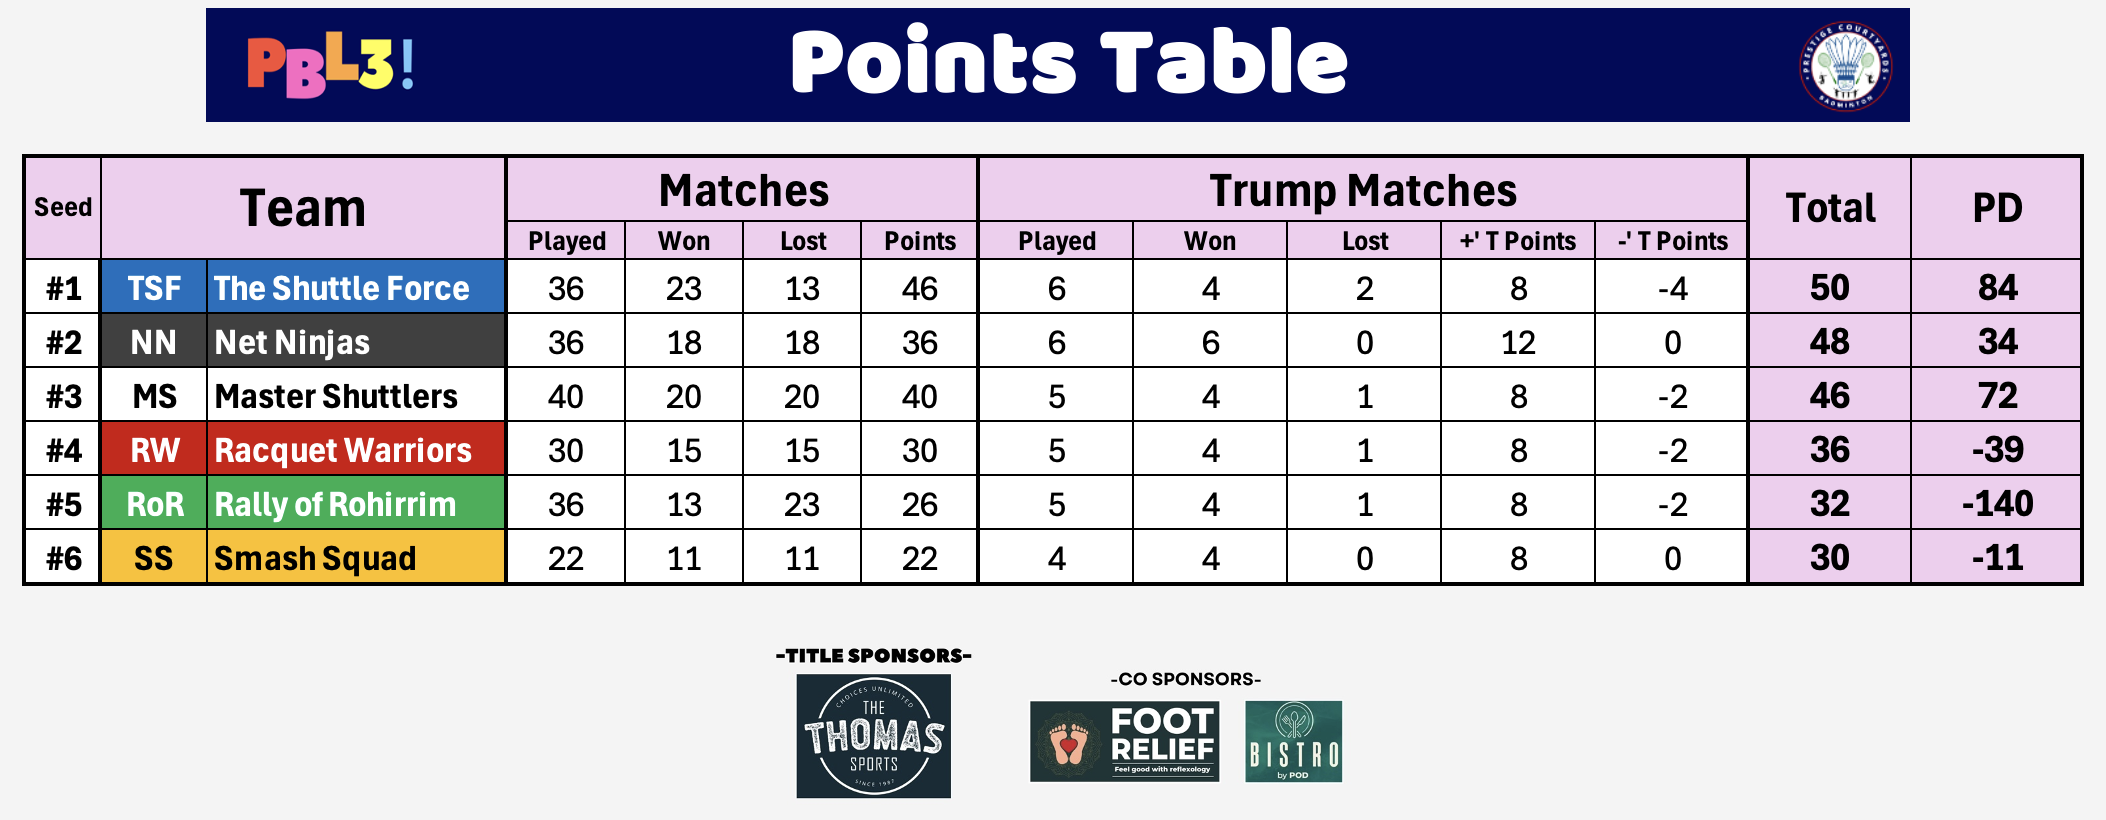 PBL3!
Points Table
PRESTIGE COURTYARDS
BADMINTON
Seed Team Matches Trump Matches Total PD
Played Won Lost Points Played Won Lost +' T Points -' T Points
#1 TSF The Shuttle Force 36 23 13 46 6 4 2 8 -4 50 84
#2 NN Net Ninjas 36 18 18 36 6 6 0 12 0 48 34
#3 MS Master Shuttlers 40 20 20 40 5 4 1 8 -2 46 72
#4 RW Racquet Warriors 30 15 15 30 5 4 1 8 -2 36 -39
#5 RoR Rally of Rohirrim 36 13 23 26 5 4 1 8 -2 32 -140
#6 SS Smash Squad 22 11 11 22 4 4 0 8 0 30 -11
-TITLE SPONSORS-
CHOICES UNLIMITED
THE
THOMAS
SPORTS
SINCE 1982
-CO SPONSORS-
FOOT
RELIEF
Feel good with reflexology
BISTRO
by POD